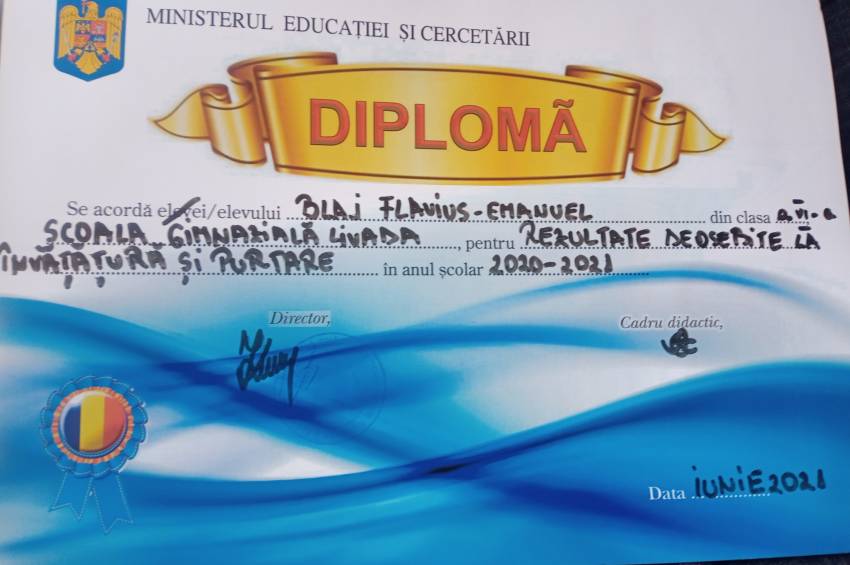 MINISTERUL EDUCAȚIEI ȘI CERCETĂRII
DIPLOMĂ
Se acordă elevei/elevului BLAJ FLAVIUS-EMANUEL din clasa a VI-a
ȘCOALA GIMNAZIALĂ LIVADA, pentru REZULTATE DEOSEBITE LA
ÎNVĂȚĂTURĂ ȘI PURTARE în anul școlar 2020-2021
Director, Cadru didactic,
Data IUNIE 2021